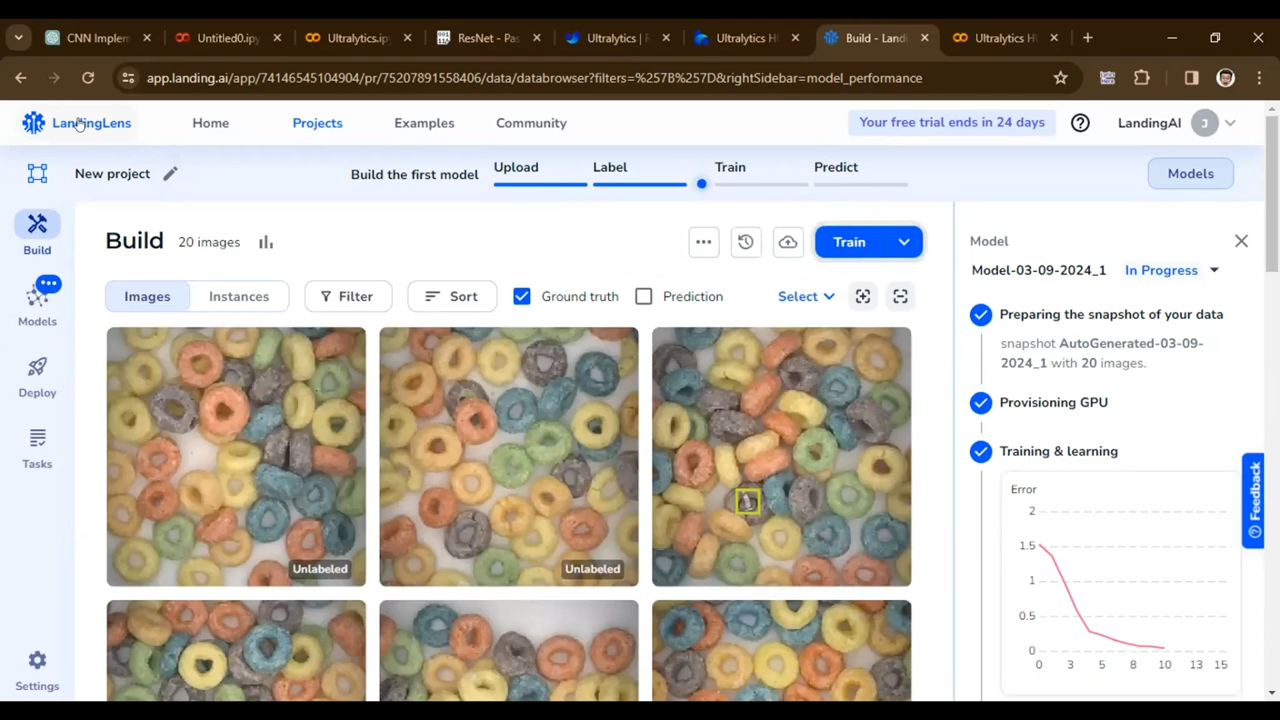 CNN Implem
Untitled0.ipy
Ultralytics.ip
ResNet - Pas
Ultralytics | R
Ultralytics H
Build - Landi
Ultralytics H
app.landing.ai/app/74146545104904/pr/75207891558406/data/databrowser?filters=%257B%257D&rightSidebar=model_performance
LandingLens
Home
Projects
Examples
Community
Your free trial ends in 24 days
LandingAI
J
New project
Build the first model
Upload
Label
Train
Predict
Models
Build
Models
Deploy
Tasks
Settings
Build
20 images
Train
Images
Instances
Filter
Sort
Ground truth
Prediction
Select
Unlabeled
Unlabeled
Model
Model-03-09-2024_1
In Progress
Preparing the snapshot of your data
snapshot AutoGenerated-03-09-
2024_1 with 20 images.
Provisioning GPU
Training & learning
Error
2
1.5
1
0.5
0
0 3 5 8 10 13 15
Feedback